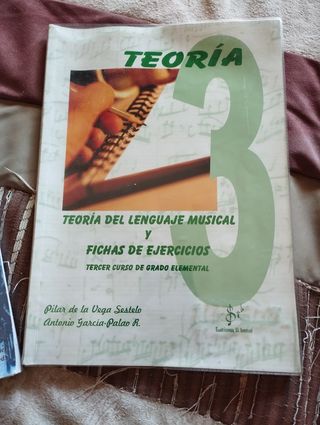 TEORÍA
3
TEORÍA DEL LENGUAJE MUSICAL
Y
FICHAS DE EJERCICIOS
TERCER CURSO DE GRADO ELEMENTAL
Pilar de la Vega Sestelo
Antonio García-Palao R.
Si b